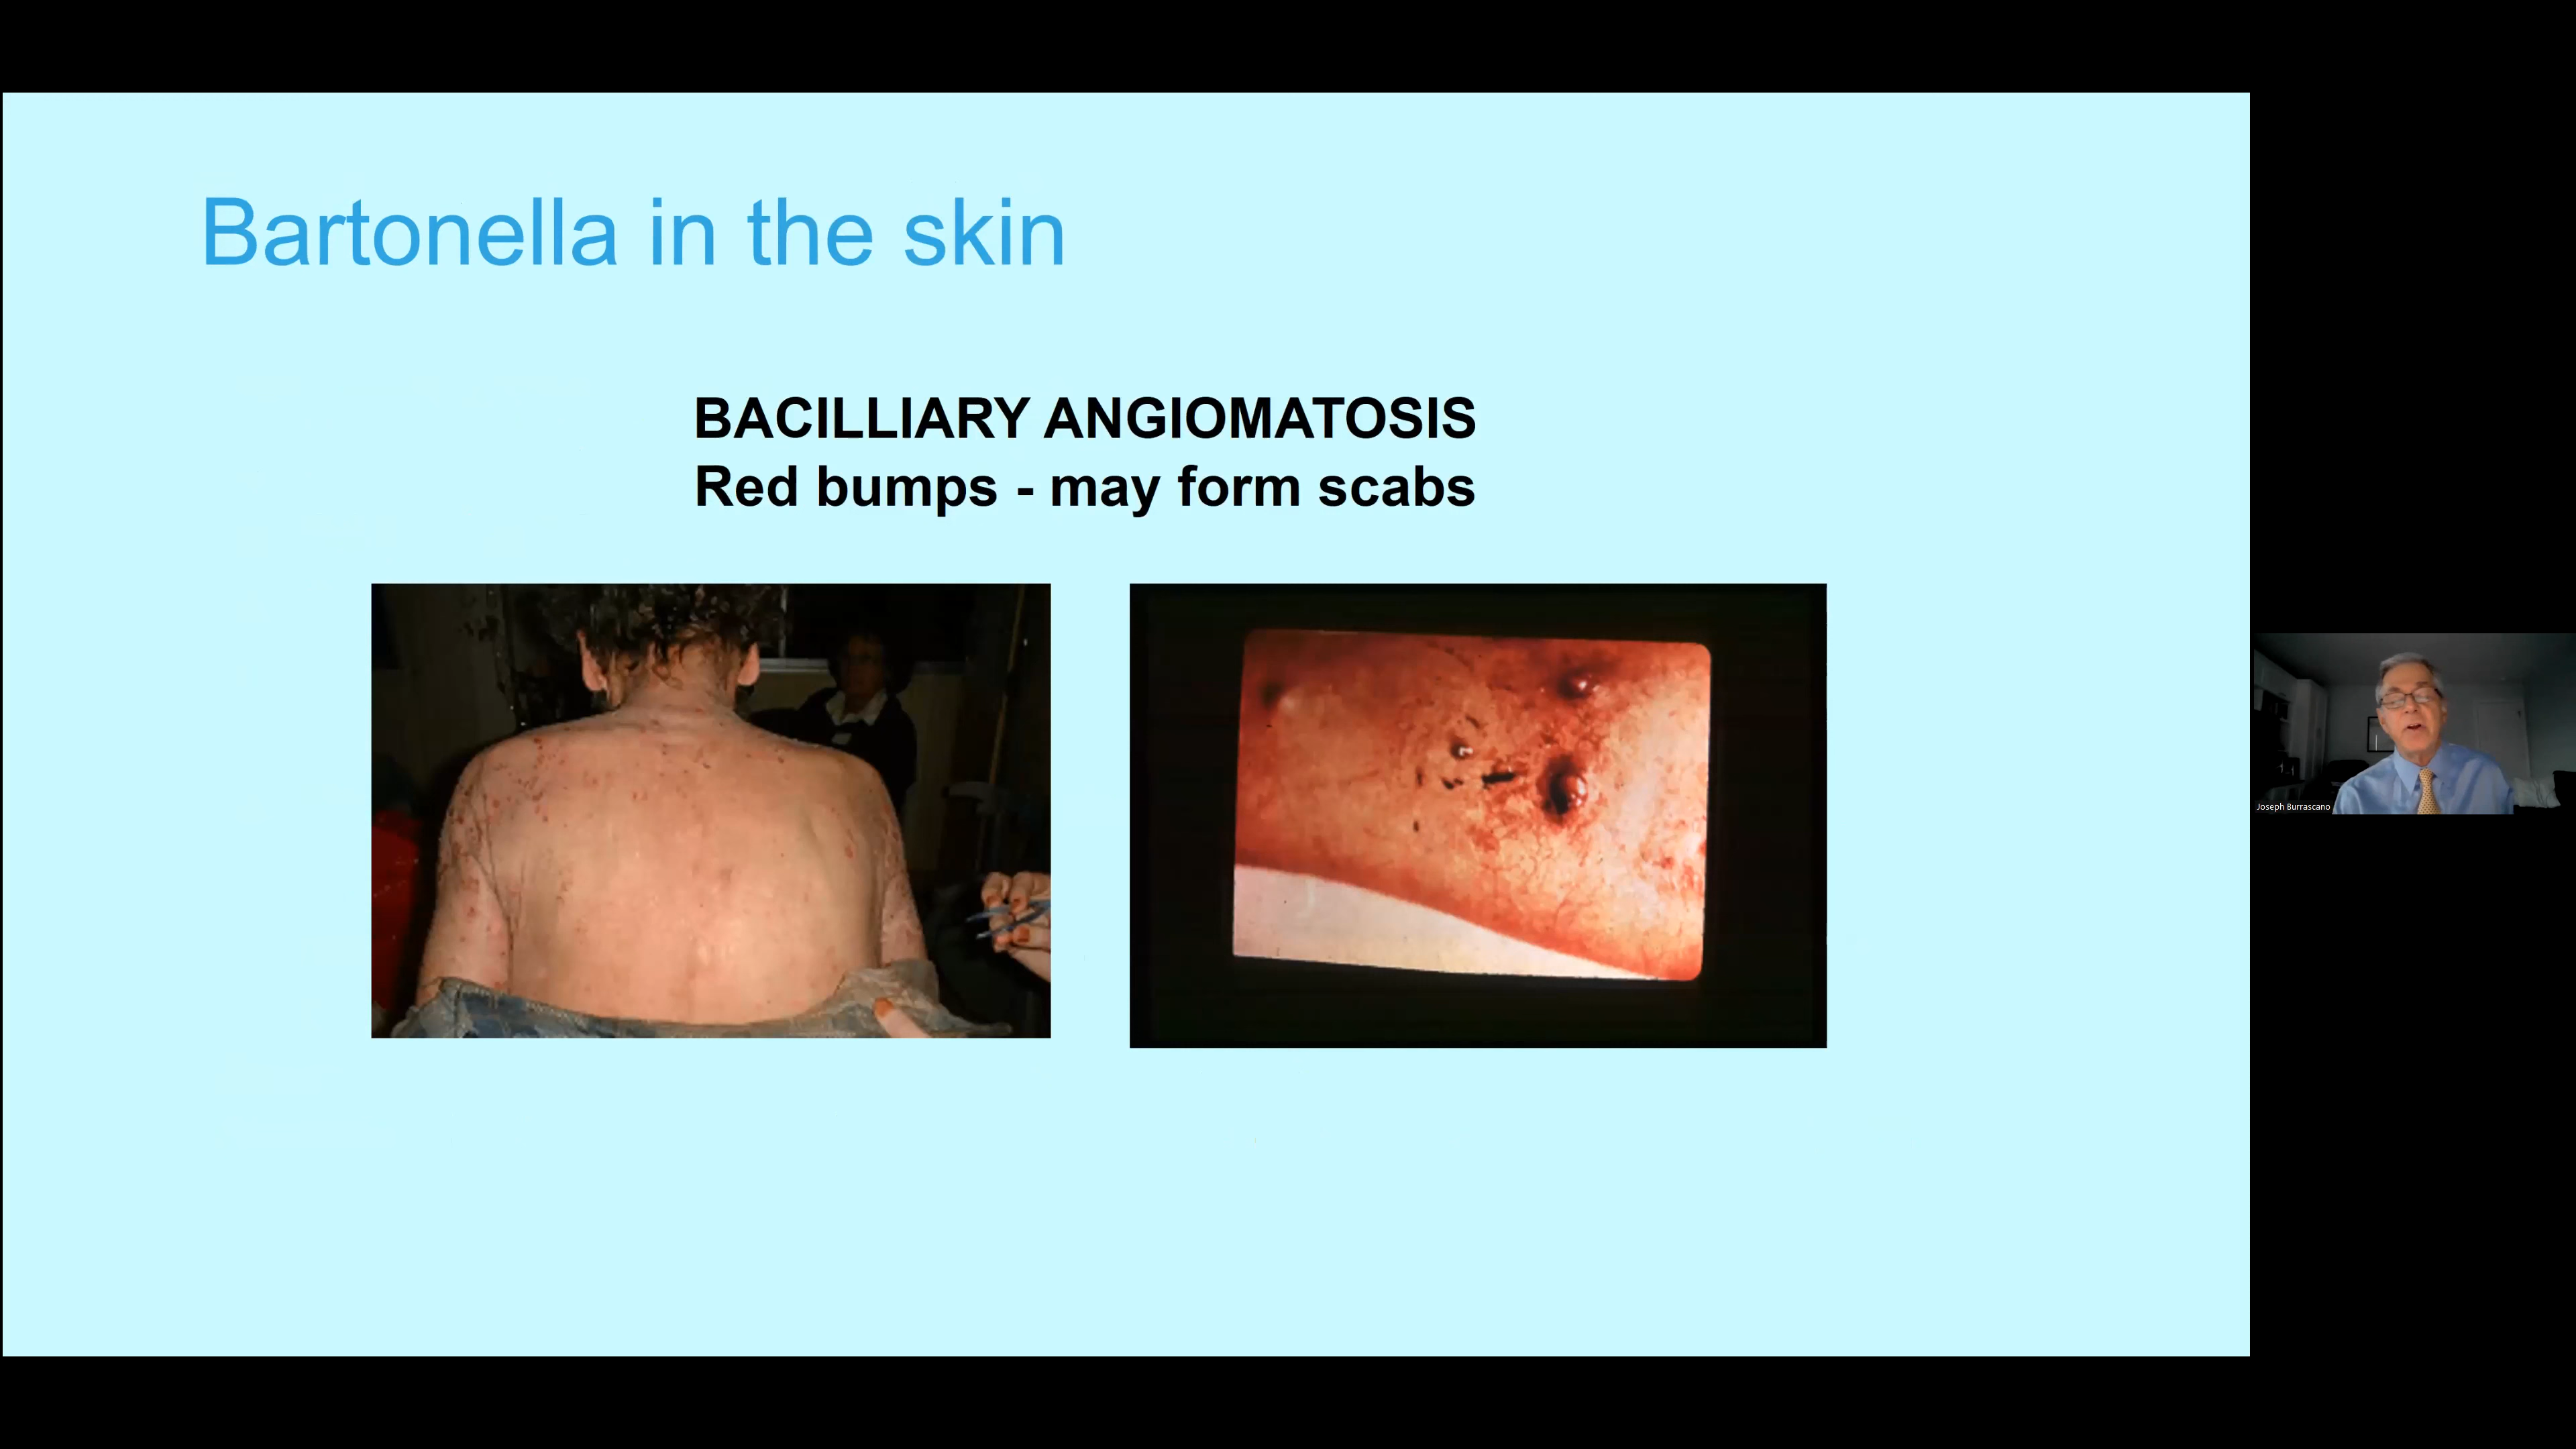 Bartonella in the skin
BACILLIARY ANGIOMATOSIS
Red bumps - may form scabs
Joseph Burrascano